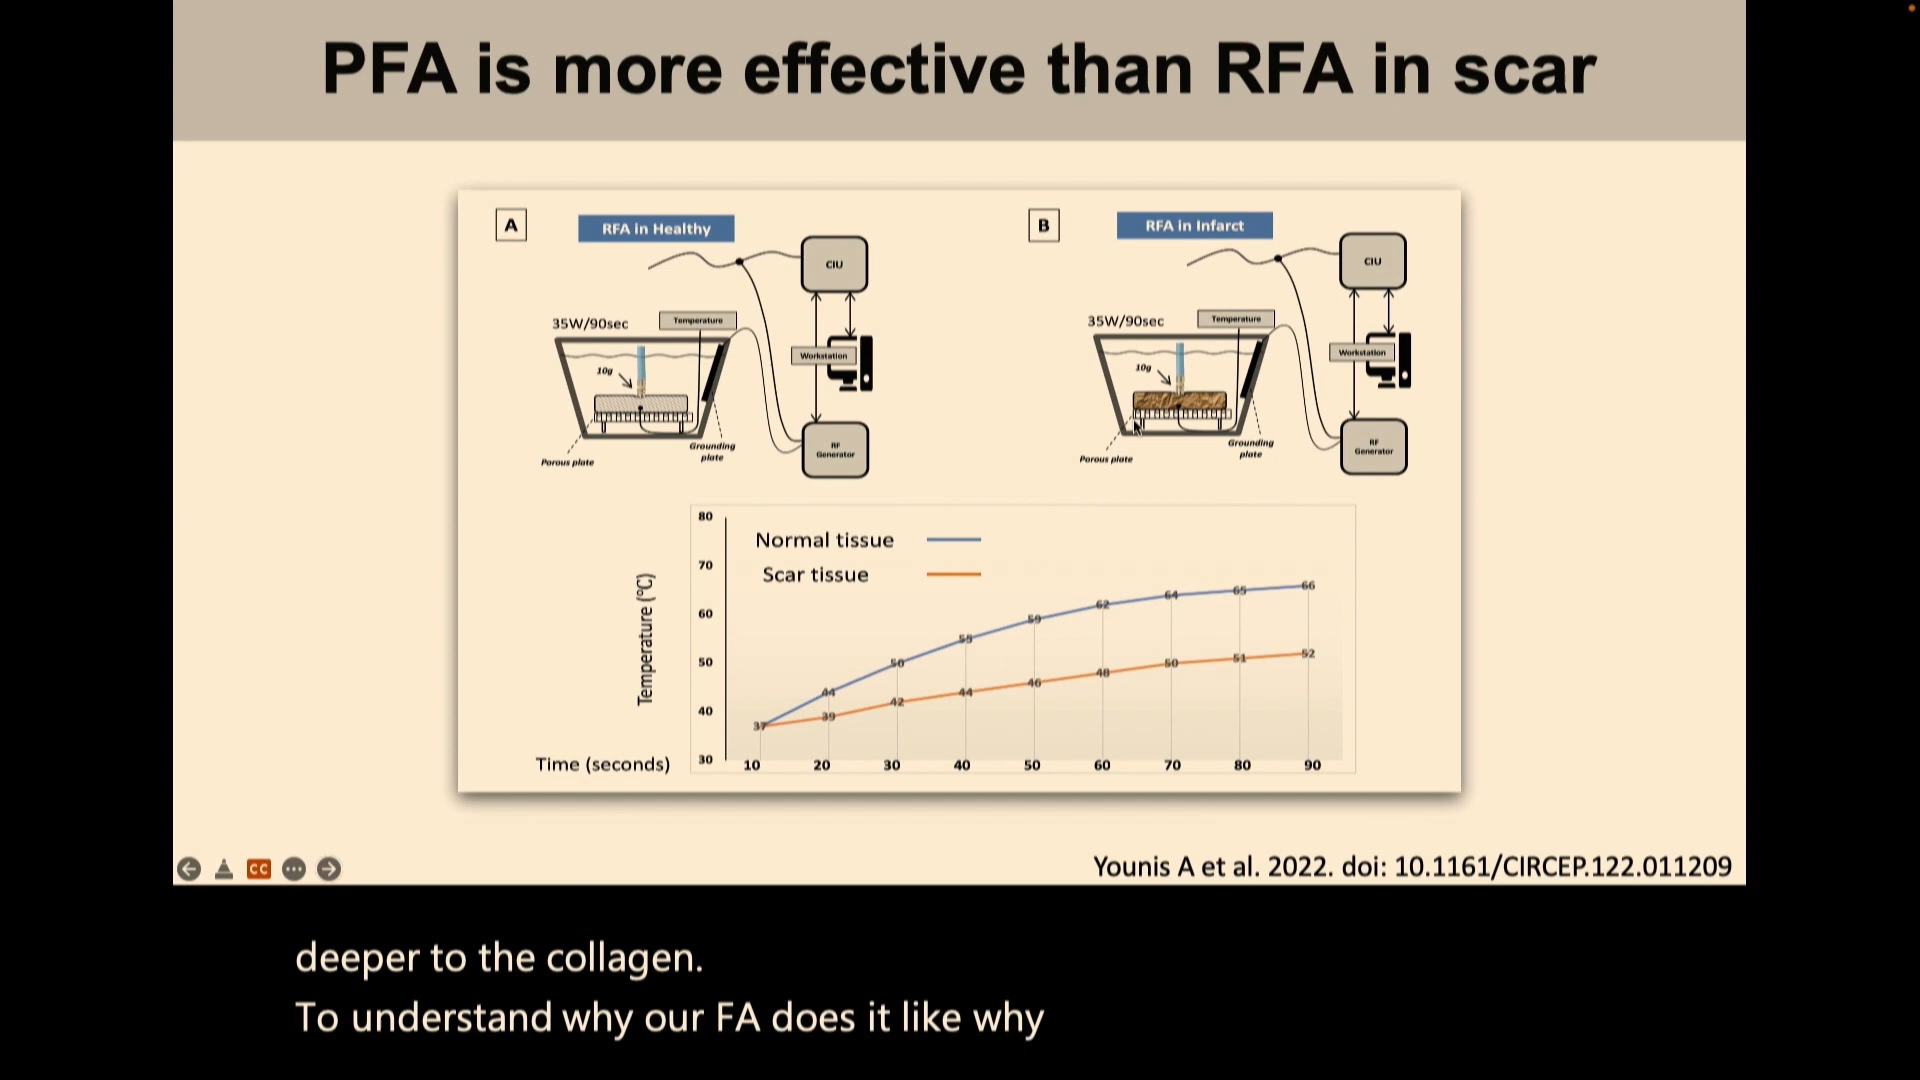 PFA is more effective than RFA in scar
A
RFA in Healthy
CIU
35W/90sec
Temperature
Workstation
10g
Grounding
plate
Porous plate
RF
Generator
B
RFA in Infarct
CIU
35W/90sec
Temperature
Workstation
10g
Grounding
plate
Porous plate
RF
Generator
80
70
60
50
40
30
Temperature (°C)
Normal tissue
Scar tissue
37
44
50
55
59
62
64
65
66
39
42
44
46
48
50
51
52
Time (seconds)
10 20 30 40 50 60 70 80 90
CC
Younis A et al. 2022. doi: 10.1161/CIRCEP.122.011209
deeper to the collagen.
To understand why our FA does it like why